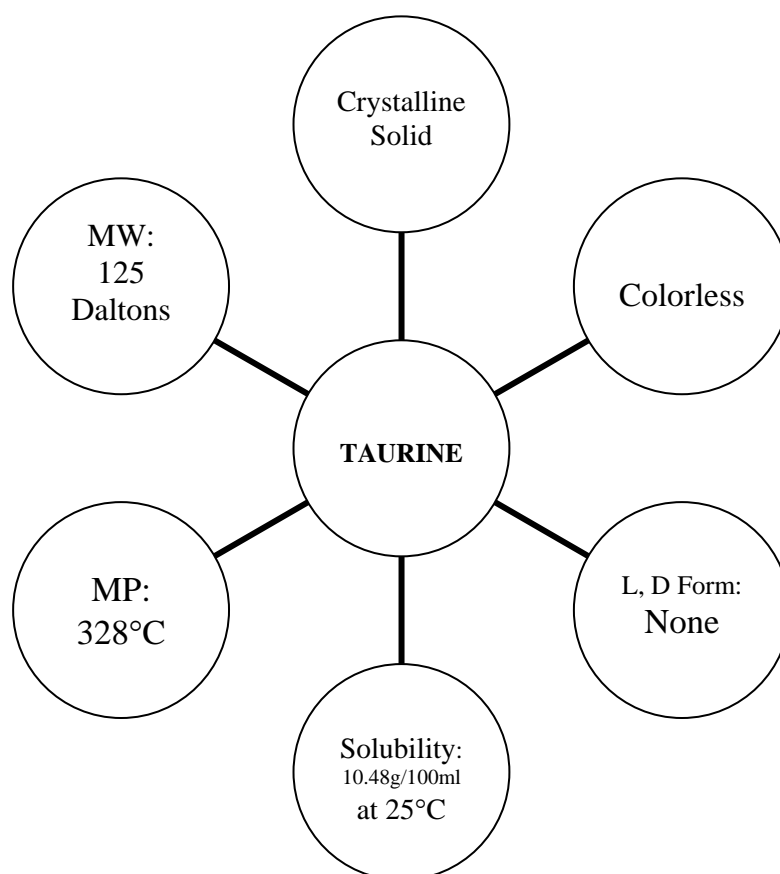 Crystalline
Solid
MW:
125
Daltons
Colorless
TAURINE
MP:
328°C
L, D Form:
None
Solubility:
10.48g/100ml
at 25°C